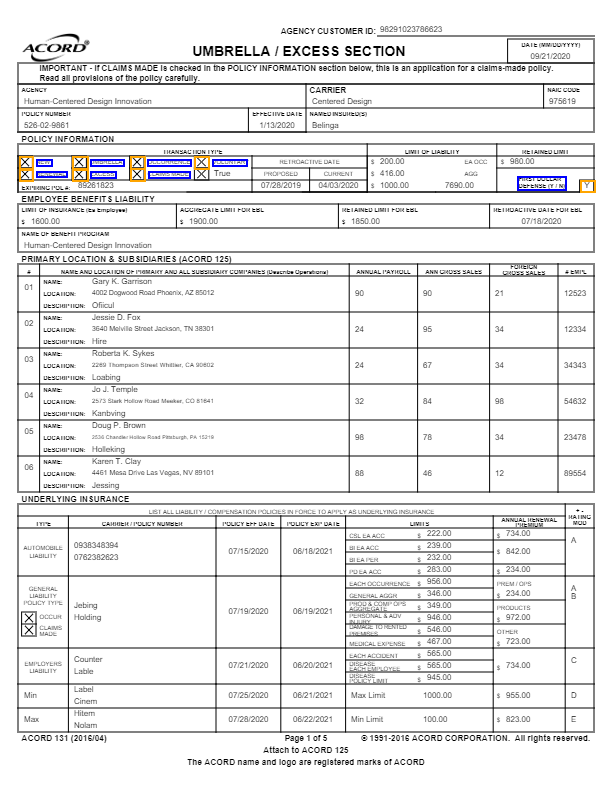 AGENCY CUSTOMER ID: 98291023786623
ACORD
UMBRELLA / EXCESS SECTION
DATE (MM/DD/YYYY)
09/21/2020
IMPORTANT - If CLAIMS MADE is checked in the POLICY INFORMATION section below, this is an application for a claims-made policy.
Read all provisions of the policy carefully.
AGENCY CARRIER NAIC CODE
Human-Centered Design Innovation Centered Design 975619
POLICY NUMBER EFFECTIVE DATE NAMED INSURED(S)
526-02-9861 1/13/2020 Belinga
POLICY INFORMATION
TRANSACTION TYPE LIMIT OF LIABILITY RETAINED LIMIT
NEW UMBRELLA OCCURRENCE VOLUNTARY RETROACTIVE DATE $ 200.00 EA OCC $ 980.00
RENEWAL EXCESS CLAIMS MADE True PROPOSED CURRENT $ 416.00 AGG
EXPIRING POL #: 89261823 07/28/2019 04/03/2020 $ 1000.00 7690.00 FIRST DOLLAR DEFENSE (Y / N) Y
EMPLOYEE BENEFITS LIABILITY
LIMIT OF INSURANCE (Ea Employee) AGGREGATE LIMIT FOR EBL RETAINED LIMIT FOR EBL RETROACTIVE DATE FOR EBL
$ 1600.00 $ 1900.00 $ 1850.00 07/18/2020
NAME OF BENEFIT PROGRAM
Human-Centered Design Innovation
PRIMARY LOCATION & SUBSIDIARIES (ACORD 125)
# NAME AND LOCATION OF PRIMARY AND ALL SUBSIDIARY COMPANIES (Describe Operations) ANNUAL PAYROLL ANN GROSS SALES FOREIGN GROSS SALES # EMPL
NAME: Gary K. Garrison
01 LOCATION: 4002 Dogwood Road Phoenix, AZ 85012 90 90 21 12523
DESCRIPTION: Ofiicul
NAME: Jessie D. Fox
02 LOCATION: 3640 Melville Street Jackson, TN 38301 24 95 34 12334
DESCRIPTION: Hire
NAME: Roberta K. Sykes
03 LOCATION: 2269 Thompson Street Whittier, CA 90602 24 67 34 34343
DESCRIPTION: Loabing
NAME: Jo J. Temple
04 LOCATION: 2573 Stark Hollow Road Meeker, CO 81641 32 84 98 54632
DESCRIPTION: Kanbving
NAME: Doug P. Brown
05 LOCATION: 2536 Chandler Hollow Road Pittsburgh, PA 15219 98 78 34 23478
DESCRIPTION: Holleking
NAME: Karen T. Clay
06 LOCATION: 4461 Mesa Drive Las Vegas, NV 89101 88 46 12 89554
DESCRIPTION: Jessing
UNDERLYING INSURANCE
LIST ALL LIABILITY / COMPENSATION POLICIES IN FORCE TO APPLY AS UNDERLYING INSURANCE
TYPE CARRIER / POLICY NUMBER POLICY EFF DATE POLICY EXP DATE LIMITS ANNUAL RENEWAL PREMIUM + - RATING MOD
AUTOMOBILE LIABILITY 0938348394 0762382623 07/15/2020 06/18/2021
CSL EA ACC $ 222.00 $ 734.00 A
BI EA ACC $ 239.00 $ 842.00
BI EA PER $ 232.00
PD EA ACC $ 283.00 $ 234.00
GENERAL LIABILITY POLICY TYPE
OCCUR
CLAIMS MADE
Jebing
Holding
07/19/2020 06/19/2021
EACH OCCURRENCE $ 956.00 PREM / OPS A
GENERAL AGGR $ 346.00 $ 234.00 B
PROD & COMP OPS AGGREGATE $ 349.00 PRODUCTS
PERSONAL & ADV INJURY $ 946.00 $ 972.00
DAMAGE TO RENTED PREMISES $ 546.00 OTHER
MEDICAL EXPENSE $ 467.00 $ 723.00
EMPLOYERS LIABILITY Counter Lable 07/21/2020 06/20/2021
EACH ACCIDENT $ 565.00
DISEASE EACH EMPLOYEE $ 565.00 $ 734.00 C
DISEASE POLICY LIMIT $ 945.00
Min Label Cinem 07/25/2020 06/21/2021 Max Limit 1000.00 $ 955.00 D
Max Hitem Nolam 07/28/2020 06/22/2021 Min Limit 100.00 $ 823.00 E
ACORD 131 (2016/04) Page 1 of 5 © 1991-2016 ACORD CORPORATION. All rights reserved.
Attach to ACORD 125
The ACORD name and logo are registered marks of ACORD